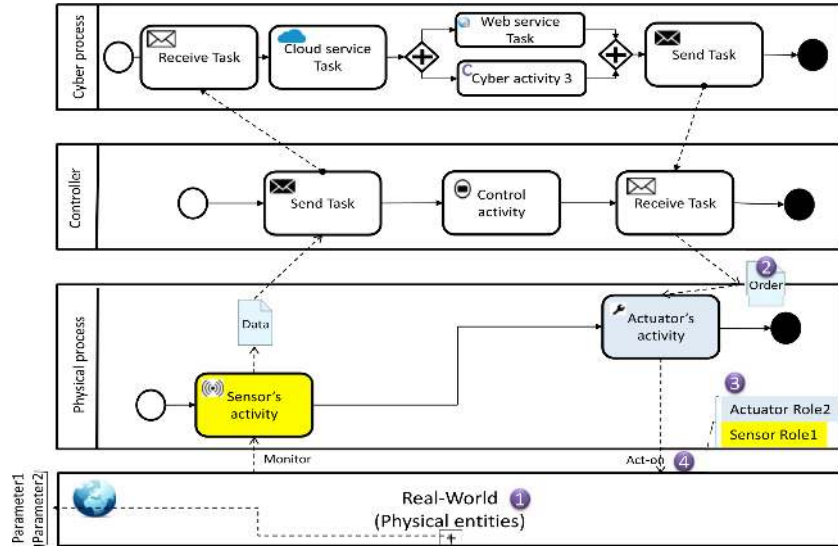 Cyber process
Receive Task
Cloud service
Task
Web service
Task
C
Cyber activity 3
Send Task
Controller
Send Task
Control
activity
Receive Task
Physical process
2
Order
Data
Actuator's
activity
Sensor's
activity
3
Actuator Role2
Sensor Role1
Monitor
Act-on
4
Parameter1
Parameter2
Real-World
1
(Physical entities)